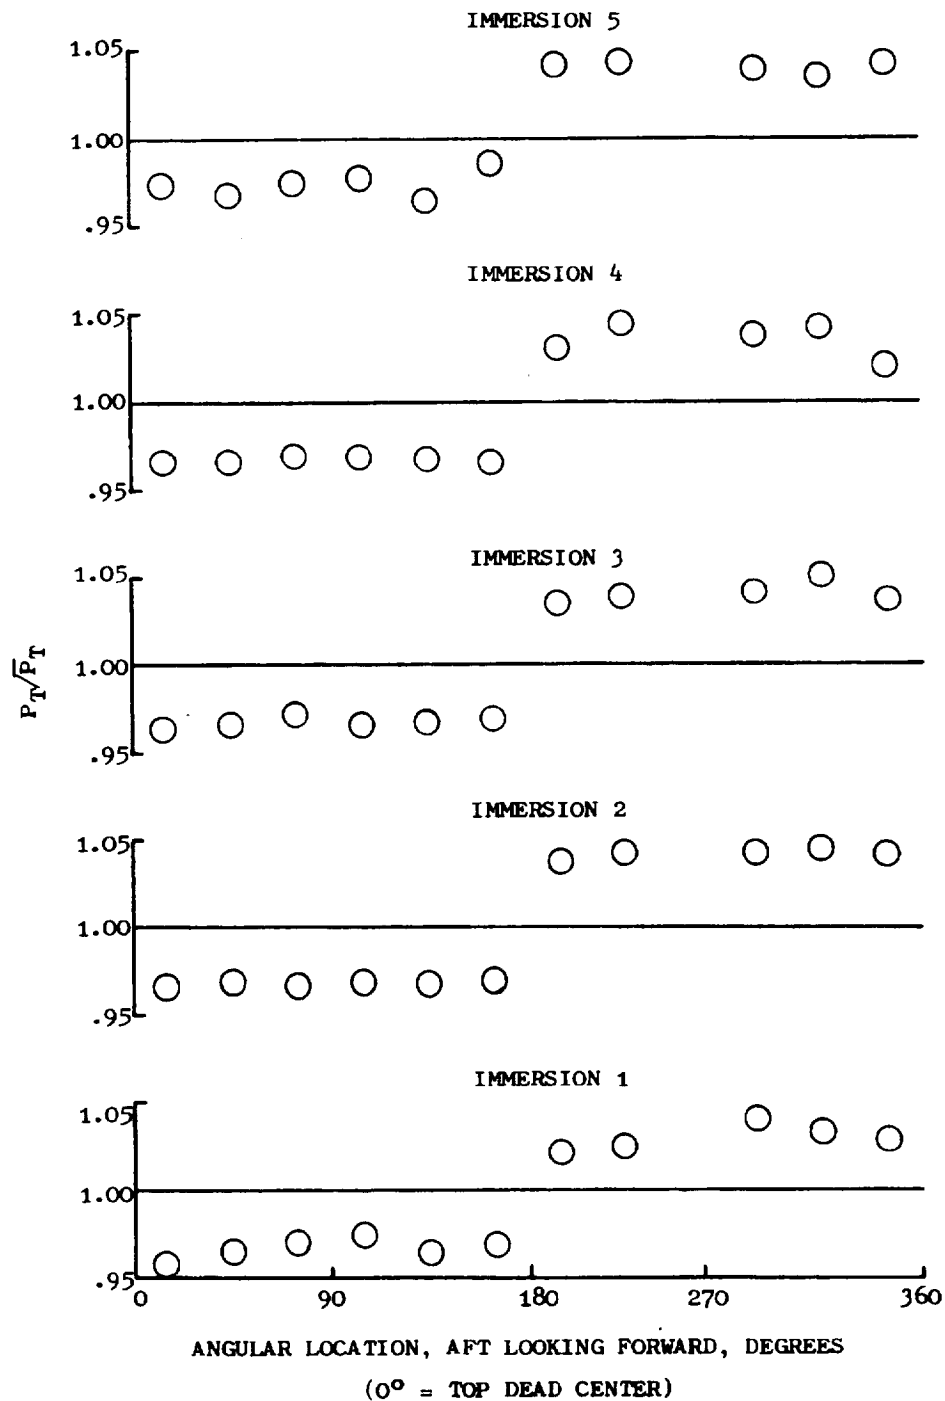 IMMERSION 5
1.05
1.00
.95
IMMERSION 4
1.05
1.00
.95
IMMERSION 3
1.05
1.00
.95
P_T/P̅_T
IMMERSION 2
1.05
1.00
.95
IMMERSION 1
1.05
1.00
.95
0 90 180 270 360
ANGULAR LOCATION, AFT LOOKING FORWARD, DEGREES
(0° = TOP DEAD CENTER)